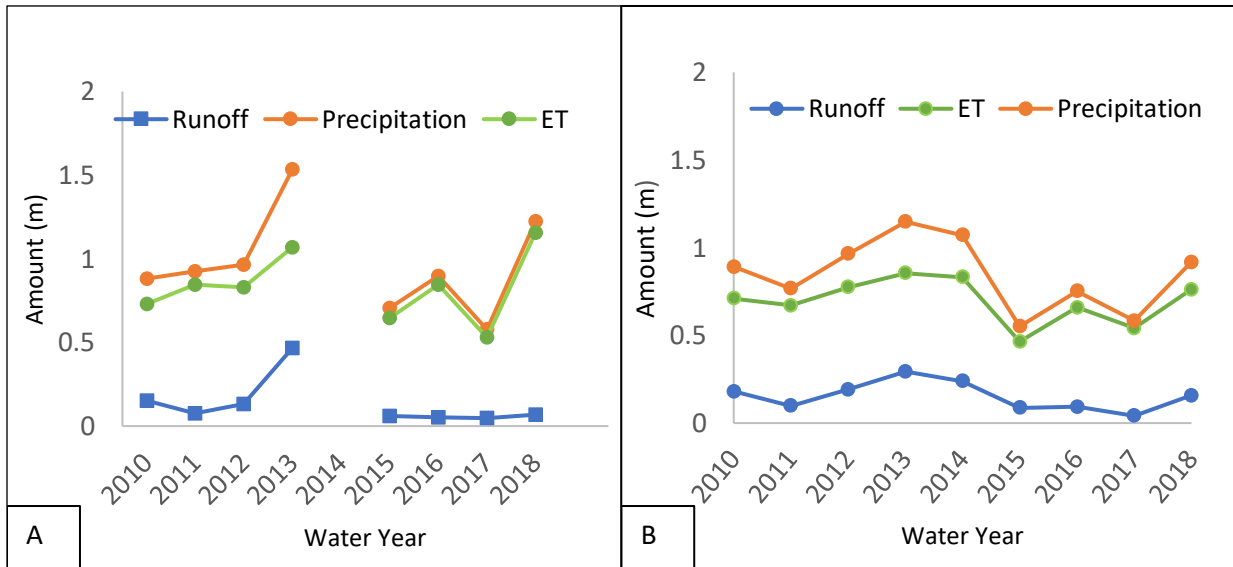 2
Runoff Precipitation ET
1.5
1
0.5
0
Amount (m)
2010 2011 2012 2013 2014 2015 2016 2017 2018
Water Year
A
2
Runoff ET Precipitation
1.5
1
0.5
0
Amount (m)
2010 2011 2012 2013 2014 2015 2016 2017 2018
Water Year
B